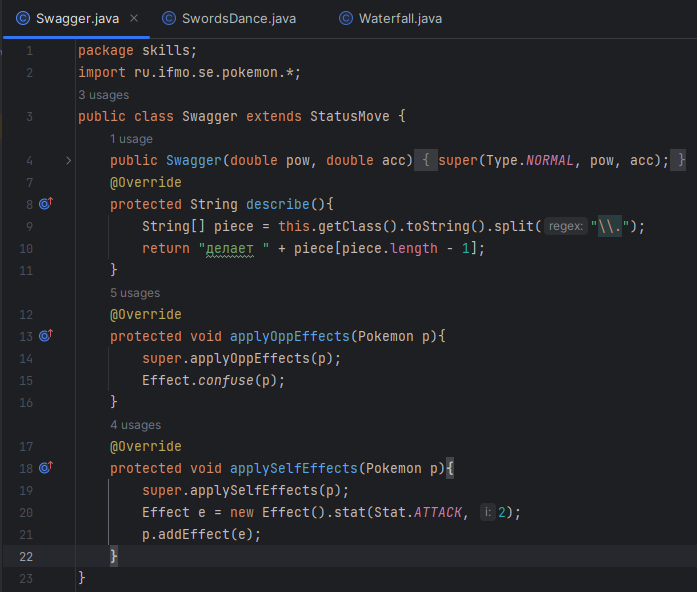 Swagger.java × SwordsDance.java Waterfall.java
1 package skills;
2 import ru.ifmo.se.pokemon.*;
3 usages
3 public class Swagger extends StatusMove {
1 usage
4 public Swagger(double pow, double acc) { super(Type.NORMAL, pow, acc); }
7 @Override
8 protected String describe(){
9 String[] piece = this.getClass().toString().split( regex: "\\.");
10 return "делает " + piece[piece.length - 1];
11 }
5 usages
12 @Override
13 protected void applyOppEffects(Pokemon p){
14 super.applyOppEffects(p);
15 Effect.confuse(p);
16 }
4 usages
17 @Override
18 protected void applySelfEffects(Pokemon p){
19 super.applySelfEffects(p);
20 Effect e = new Effect().stat(Stat.ATTACK, i: 2);
21 p.addEffect(e);
22 }
23 }